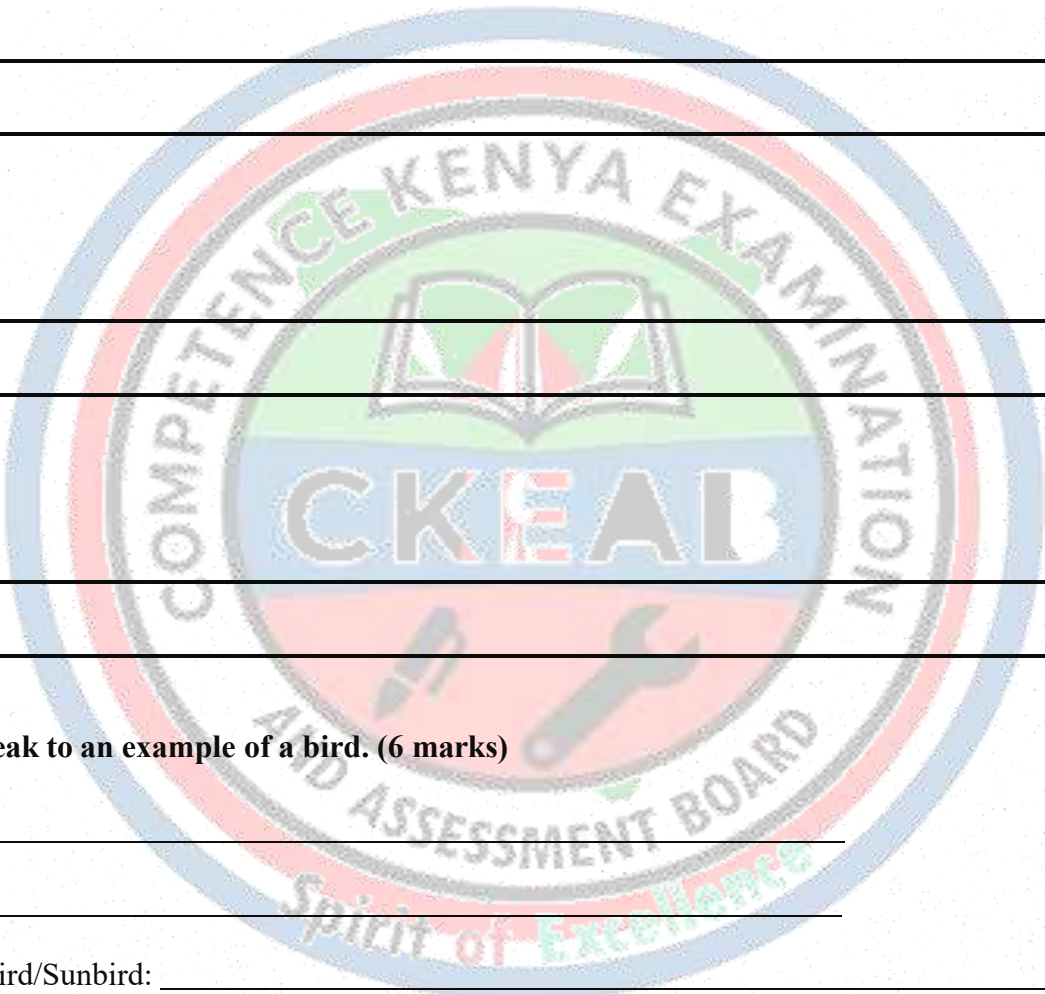 COMPETENCE KENYA EXAMINATION
CKEAB
eak to an example of a bird. (6 marks)
AND ASSESSMENT BOARD
Spirit of Excellence
ird/Sunbird: